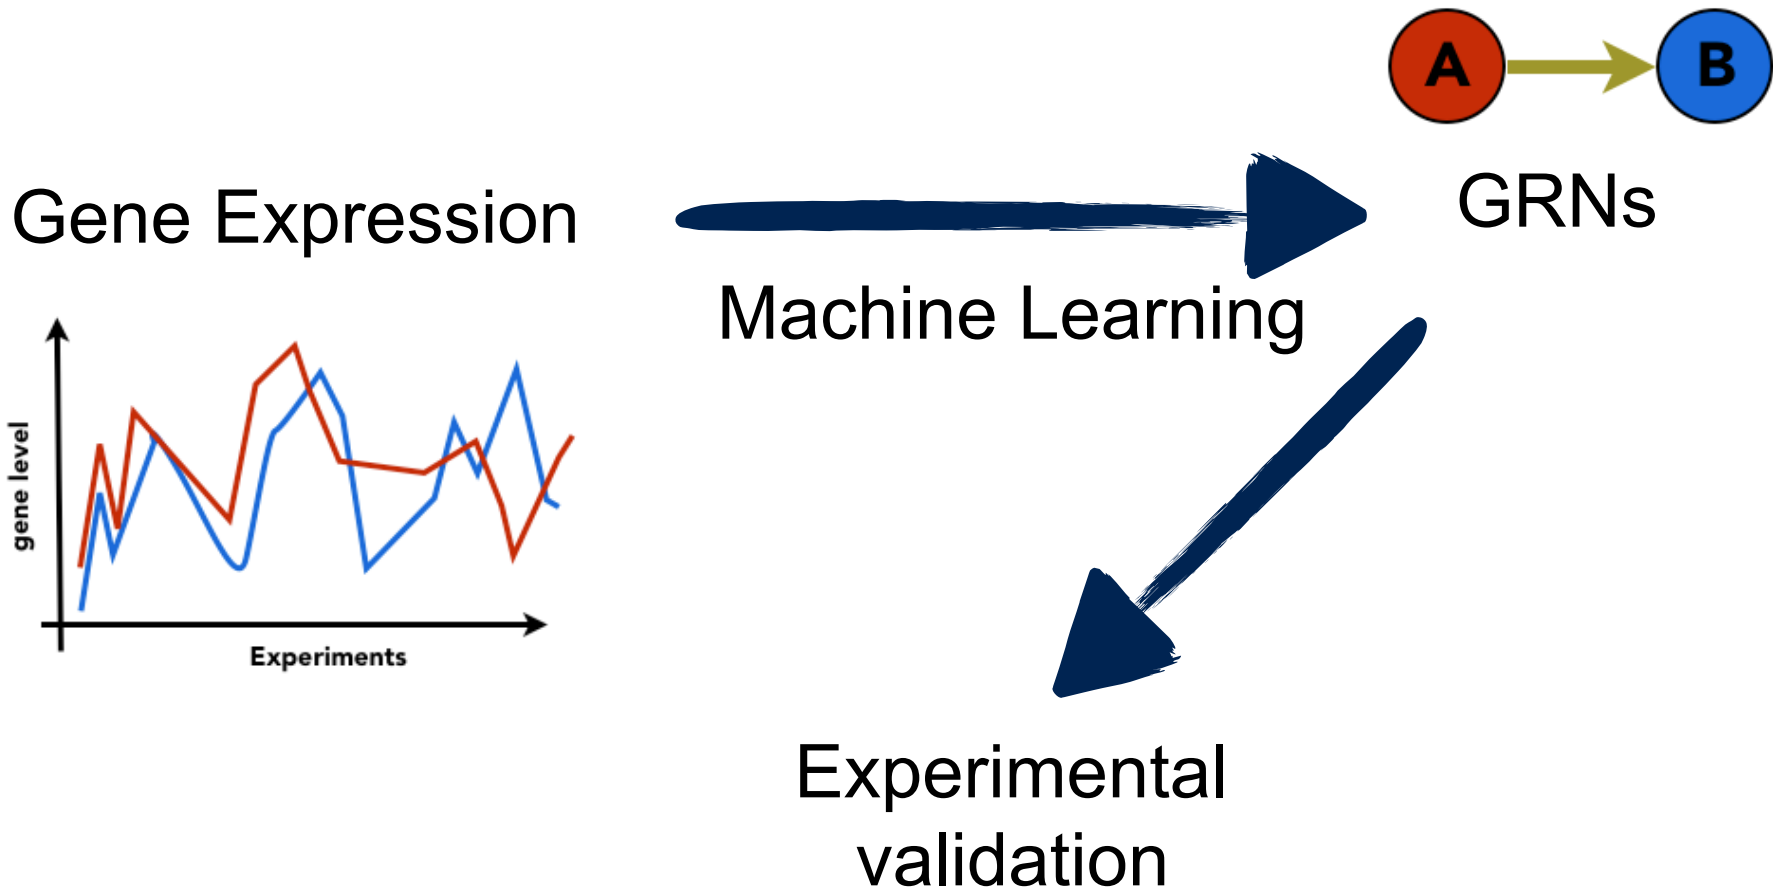 A
B
Gene Expression
GRNs
Machine Learning
gene level
Experiments
Experimental
validation